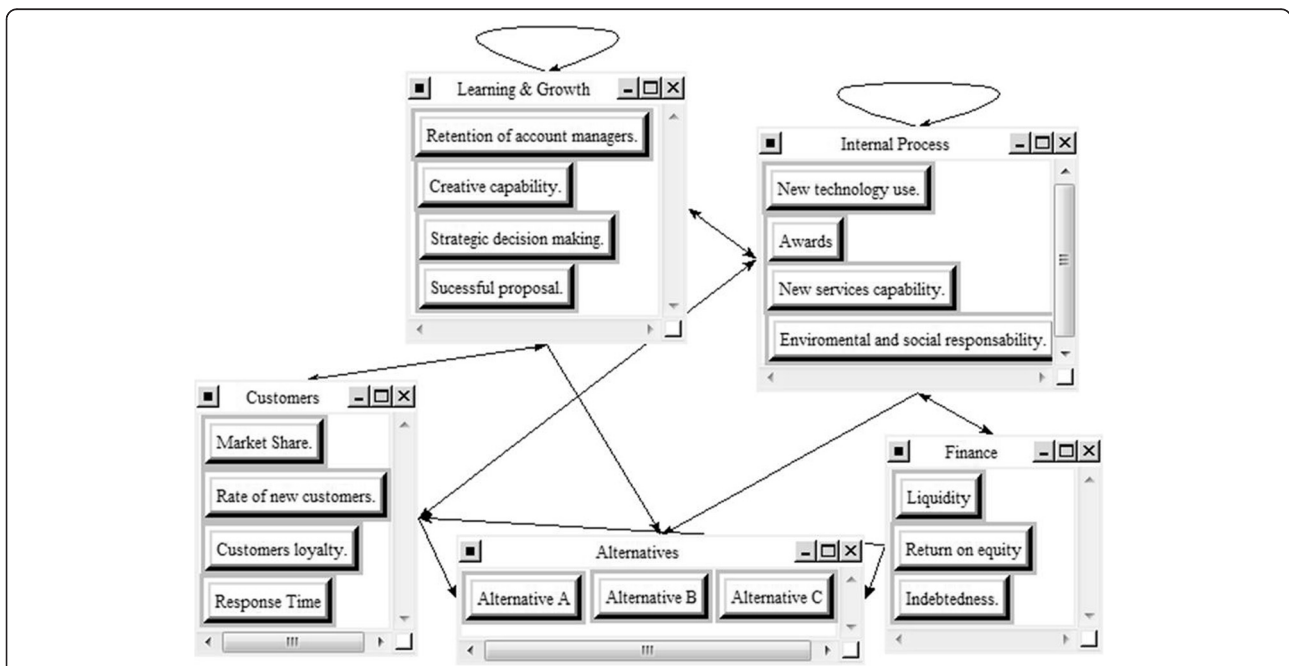 Learning & Growth
Retention of account managers.
Creative capability.
Strategic decision making.
Sucessful proposal.
Internal Process
New technology use.
Awards
New services capability.
Enviromental and social responsability.
Customers
Market Share.
Rate of new customers.
Customers loyalty.
Response Time
Alternatives
Alternative A
Alternative B
Alternative C
Finance
Liquidity
Return on equity
Indebtedness.